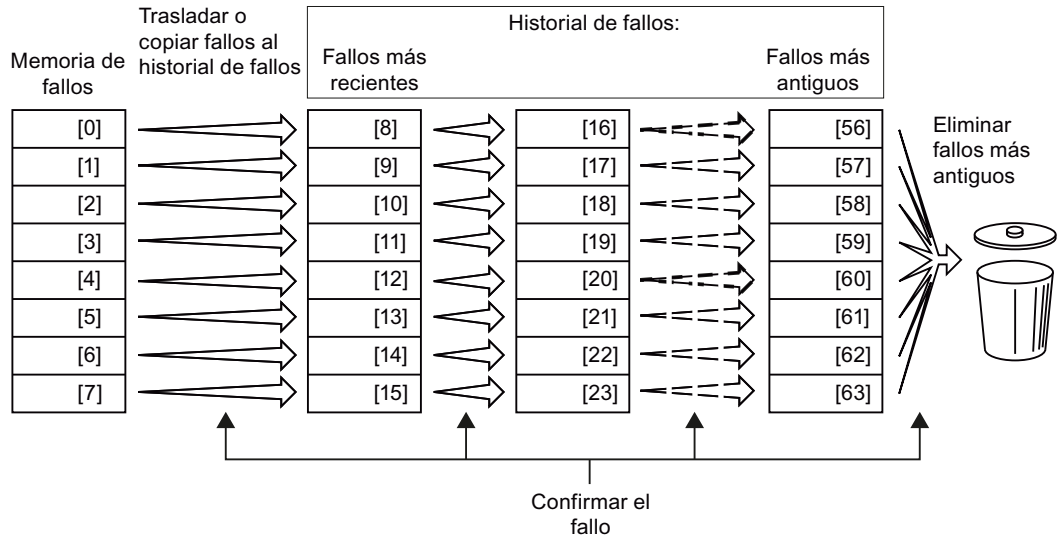 Memoria de
fallos
Trasladar o
copiar fallos al
historial de fallos
Historial de fallos:
Fallos más
recientes
Fallos más
antiguos
[0]
[8]
[16]
[56]
[1]
[9]
[17]
[57]
[2]
[10]
[18]
[58]
[3]
[11]
[19]
[59]
[4]
[12]
[20]
[60]
[5]
[13]
[21]
[61]
[6]
[14]
[22]
[62]
[7]
[15]
[23]
[63]
Eliminar
fallos más
antiguos
Confirmar el
fallo